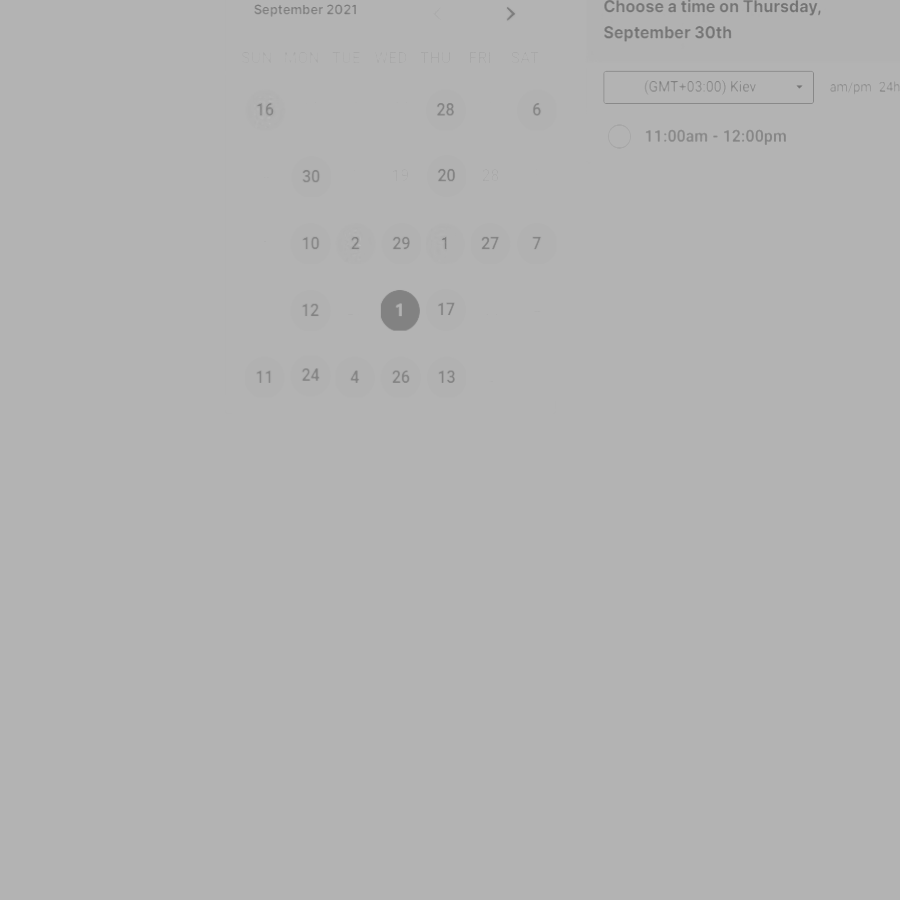 September 2021
SUN MON TUE WED THU FRI SAT
16 28 6
30 19 20 26
10 2 29 1 27 7
12 1 17
11 24 4 26 13
Choose a time on Thursday,
September 30th
(GMT+03:00) Kiev am/pm 24h
11:00am - 12:00pm